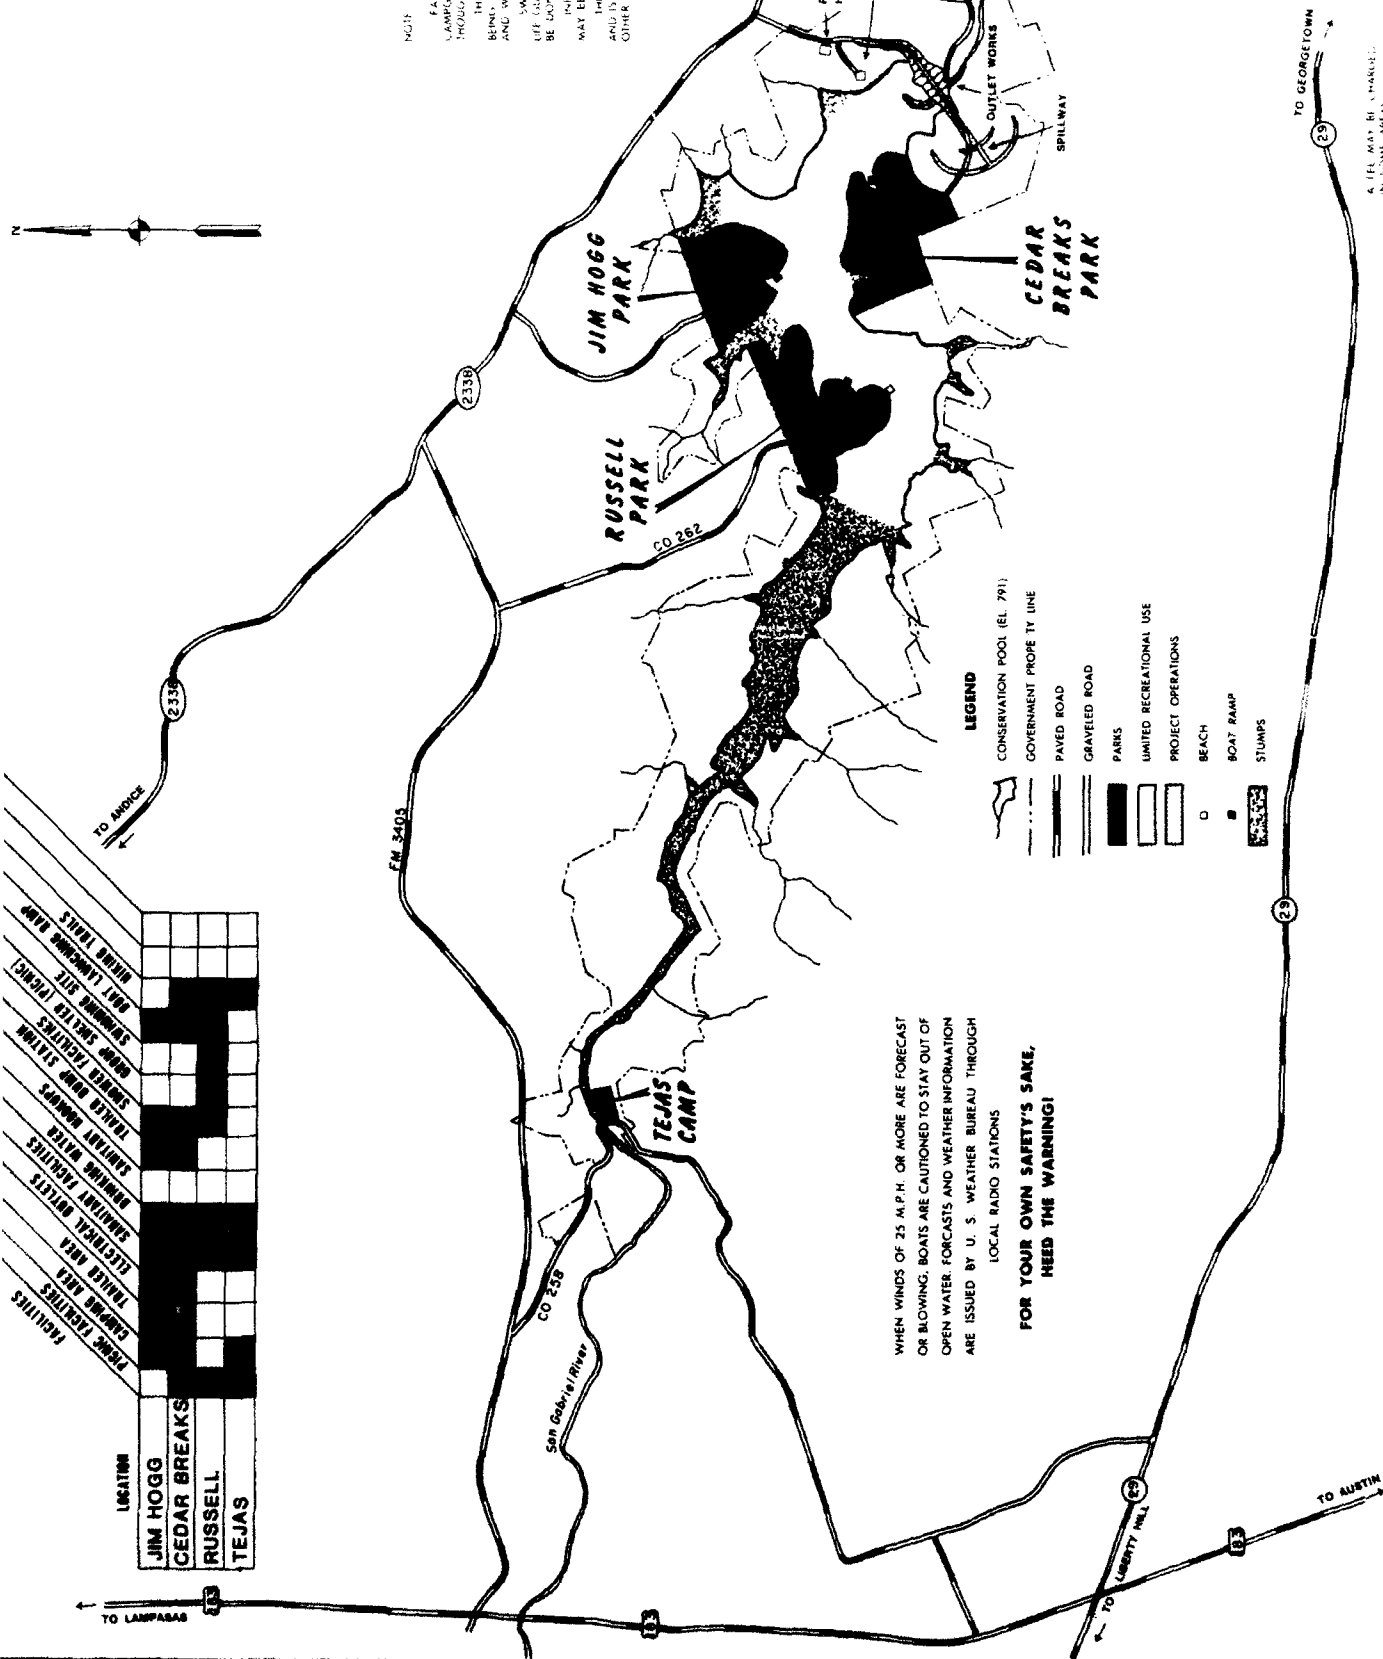 LOCATION
JIM HOGG
CEDAR BREAKS
RUSSELL
TEJAS
FACILITIES
PICNIC FACILITIES
CAMPING AREA
TRAILER AREA
ELECTRICAL OUTLETS
SANITARY FACILITIES
DRINKING WATER
SANITARY HOOKUPS
TRAILER DUMP STATION
SHOWER FACILITIES
GROUP SHELTER (PICNIC)
SWIMMING SITE
BOAT LAUNCHING RAMP
HIKING TRAILS
N
TO LAMPASAS
183
183
183
TO AUSTIN
TO LIBERTY HILL
29
29
29
TO GEORGETOWN
TO ANDICE
2338
2338
FM 3405
CO 258
CO 262
San Gabriel River
TEJAS
CAMP
RUSSELL
PARK
JIM HOGG
PARK
CEDAR
BREAKS
PARK
OUTLET WORKS
SPILLWAY
NOTE
WHEN WINDS OF 25 M.P.H. OR MORE ARE FORECAST
OR BLOWING, BOATS ARE CAUTIONED TO STAY OUT OF
OPEN WATER. FORCASTS AND WEATHER INFORMATION
ARE ISSUED BY U. S. WEATHER BUREAU THROUGH
LOCAL RADIO STATIONS
FOR YOUR OWN SAFETY'S SAKE,
HEED THE WARNING!
LEGEND
CONSERVATION POOL (EL. 791)
GOVERNMENT PROPE TY LINE
PAVED ROAD
GRAVELED ROAD
PARKS
LIMITED RECREATIONAL USE
PROJECT OPERATIONS
BEACH
BOAT RAMP
STUMPS
A FEE MAY BE CHARGED